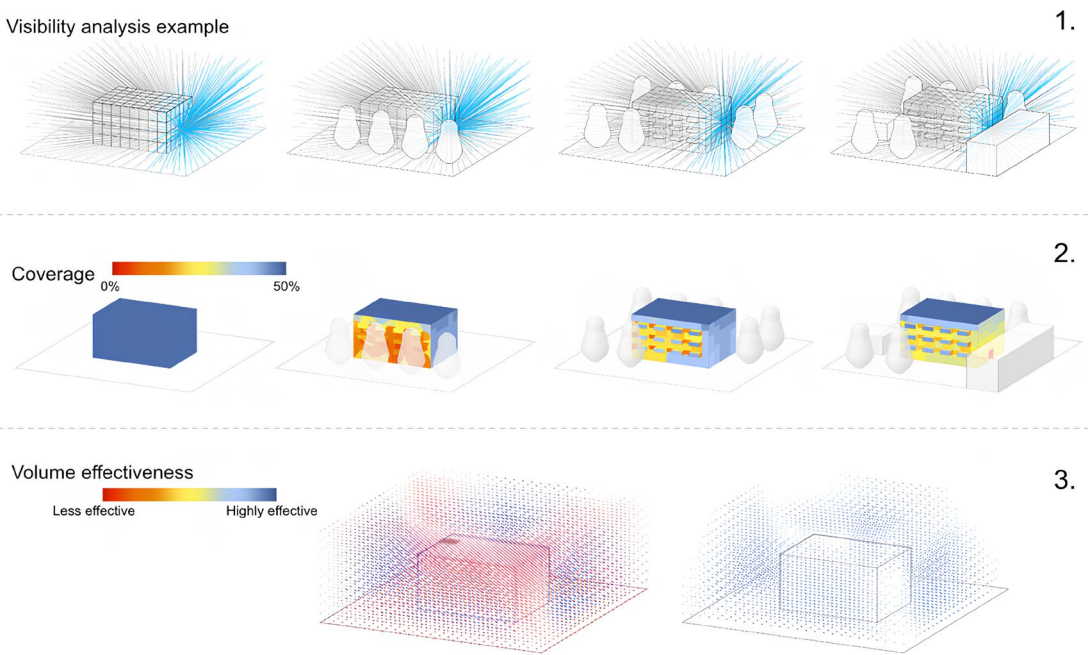 Visibility analysis example
1.
Coverage
0%
50%
2.
Volume effectiveness
Less effective
Highly effective
3.